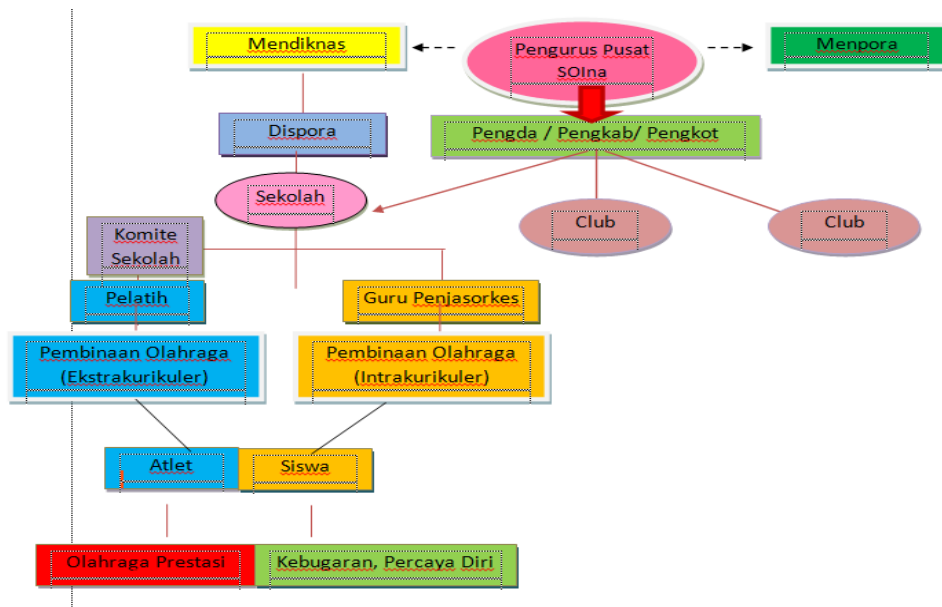 Mendiknas
Pengurus Pusat
SOIna
Menpora
Dispora
Pengda / Pengkab/ Pengkot
Sekolah
Club
Club
Komite
Sekolah
Pelatih
Guru Penjasorkes
Pembinaan Olahraga
(Ekstrakurikuler)
Pembinaan Olahraga
(Intrakurikuler)
Atlet
Siswa
Olahraga Prestasi
Kebugaran, Percaya Diri